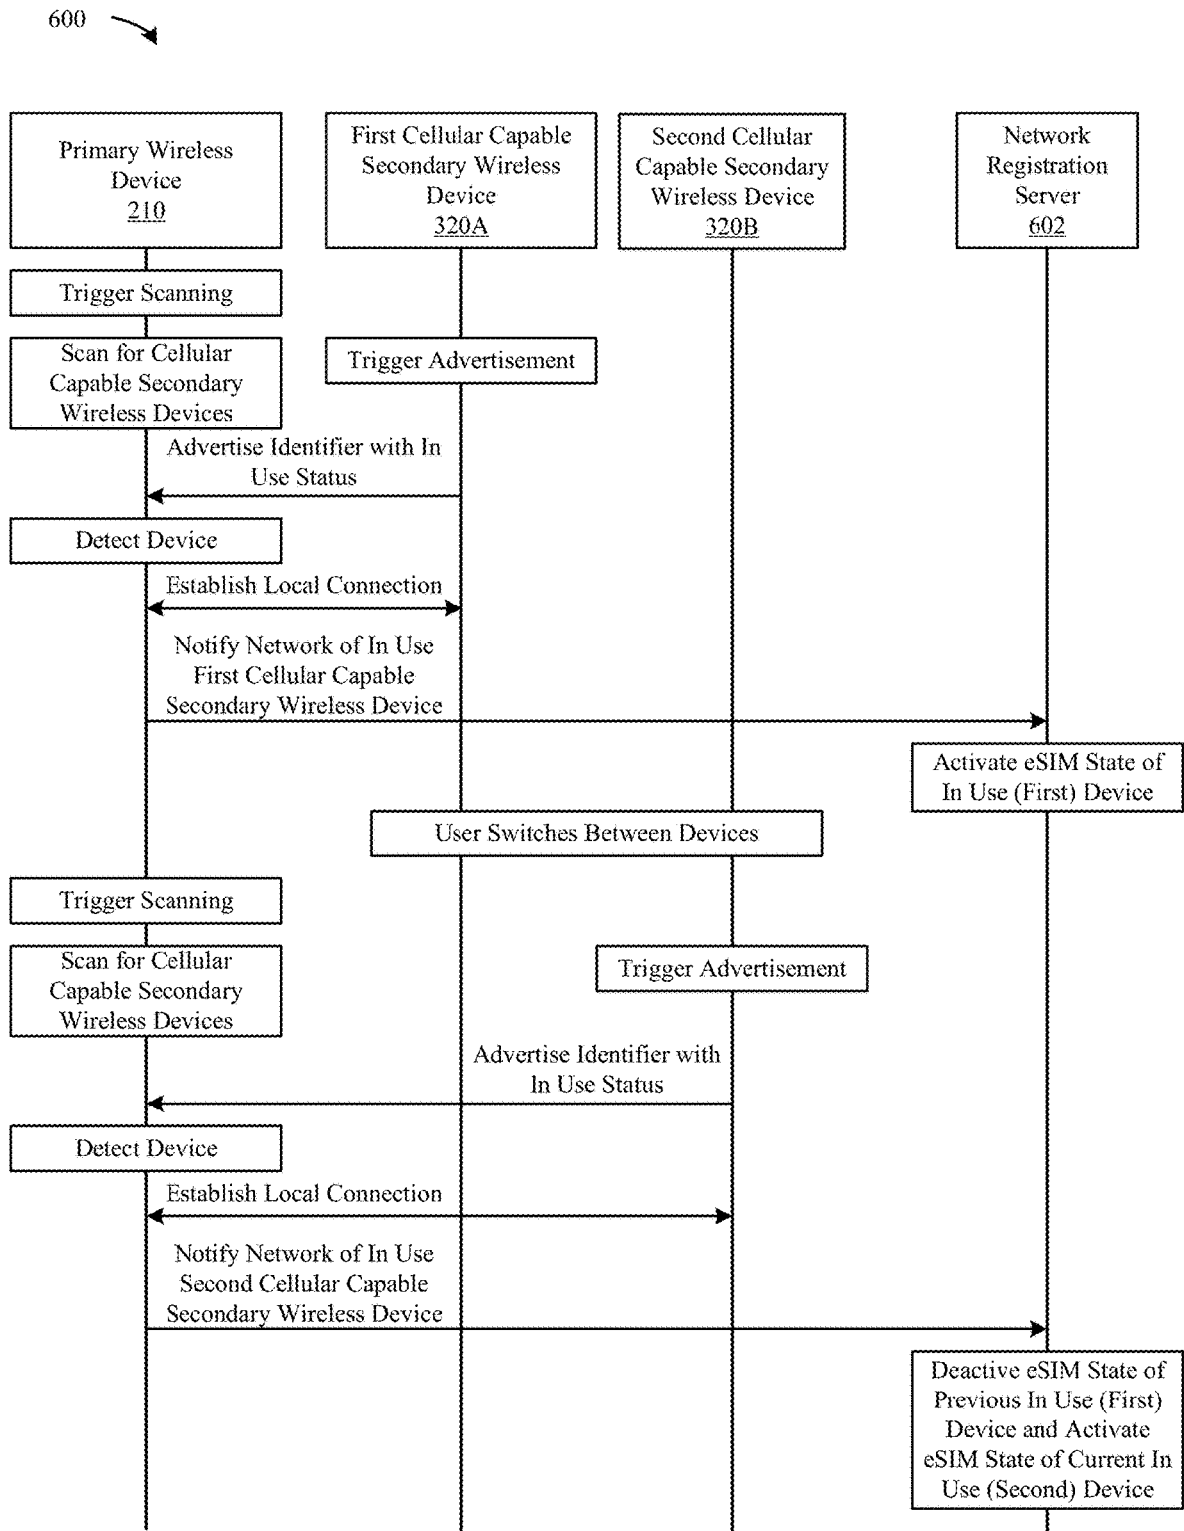 600
Primary Wireless
Device
210
First Cellular Capable
Secondary Wireless
Device
320A
Second Cellular
Capable Secondary
Wireless Device
320B
Network
Registration
Server
602
Trigger Scanning
Scan for Cellular
Capable Secondary
Wireless Devices
Trigger Advertisement
Advertise Identifier with In
Use Status
Detect Device
Establish Local Connection
Notify Network of In Use
First Cellular Capable
Secondary Wireless Device
Activate eSIM State of
In Use (First) Device
User Switches Between Devices
Trigger Scanning
Scan for Cellular
Capable Secondary
Wireless Devices
Trigger Advertisement
Advertise Identifier with
In Use Status
Detect Device
Establish Local Connection
Notify Network of In Use
Second Cellular Capable
Secondary Wireless Device
Deactive eSIM State of
Previous In Use (First)
Device and Activate
eSIM State of Current In
Use (Second) Device